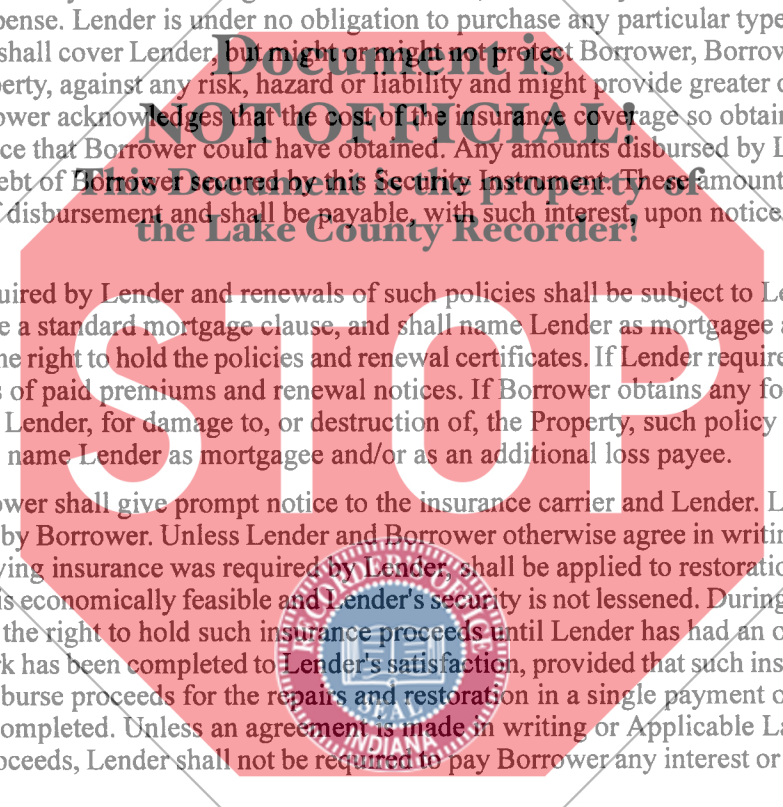 pense. Lender is under no obligation to purchase any particular type
shall cover Lender, but might or might not protect Borrower, Borrow
erty, against any risk, hazard or liability and might provide greater c
ower acknowledges that the cost of the insurance coverage so obtain
ce that Borrower could have obtained. Any amounts disbursed by L
ebt of Borrower secured by this Security Instrument. These amount
f disbursement and shall be payable, with such interest, upon notice
Document is
NOT OFFICIAL!
This Document is the property of
the Lake County Recorder!
uired by Lender and renewals of such policies shall be subject to Le
e a standard mortgage clause, and shall name Lender as mortgagee a
he right to hold the policies and renewal certificates. If Lender require
s of paid premiums and renewal notices. If Borrower obtains any fo
Lender, for damage to, or destruction of, the Property, such policy
name Lender as mortgagee and/or as an additional loss payee.
STOP
ower shall give prompt notice to the insurance carrier and Lender. L
by Borrower. Unless Lender and Borrower otherwise agree in writin
ying insurance was required by Lender, shall be applied to restoratio
is economically feasible and Lender's security is not lessened. During
the right to hold such insurance proceeds until Lender has had an o
k has been completed to Lender's satisfaction, provided that such ins
burse proceeds for the repairs and restoration in a single payment o
ompleted. Unless an agreement is made in writing or Applicable La
oceeds, Lender shall not be required to pay Borrower any interest or
SEAL
INDIANA